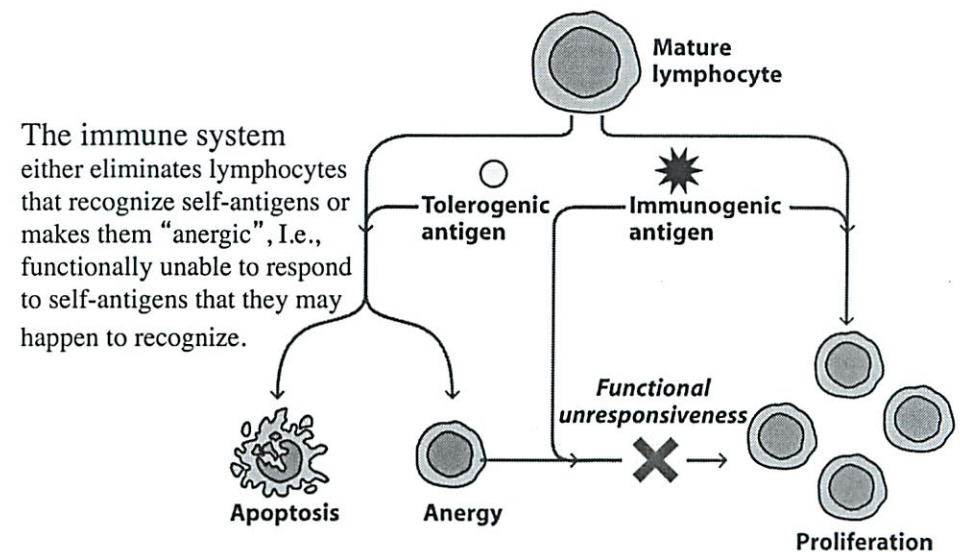 Mature
lymphocyte
The immune system
either eliminates lymphocytes
that recognize self-antigens or
makes them “anergic”, I.e.,
functionally unable to respond
to self-antigens that they may
happen to recognize.
Tolerogenic
antigen
Immunogenic
antigen
Functional
unresponsiveness
Apoptosis
Anergy
Proliferation